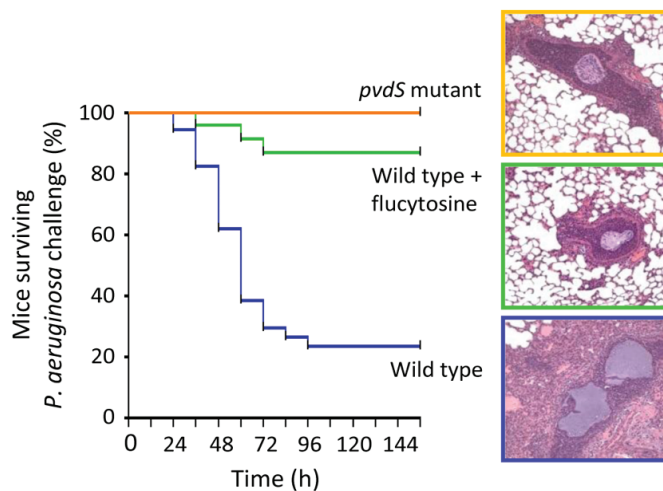 pvdS mutant
Wild type +
flucytosine
Wild type
Mice surviving
P. aeruginosa challenge (%)
100
80
60
40
20
0
0 24 48 72 96 120 144
Time (h)